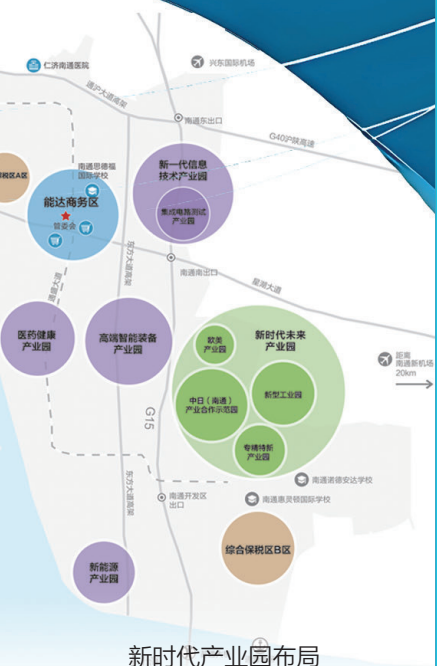 仁济南通医院
兴东国际机场
通沪大道高架
南通东出口
G40沪陕高速
南通思德福
国际学校
新一代信息
技术产业园
税区A区
能达商务区
管委会
集成电路测试
产业园
东方大道高架
南通南出口
星湖大道
通盛大道
医药健康
产业园
高端智能装备
产业园
欧美
产业园
新时代未来
产业园
距离
南通新机场
20km
中日（南通）
产业合作示范园
新型工业园
G15
专精特新
产业园
南通诺德安达学校
东方大道高架
南通开发区
出口
南通惠灵顿国际学校
综合保税区B区
新能源
产业园
新时代产业园布局